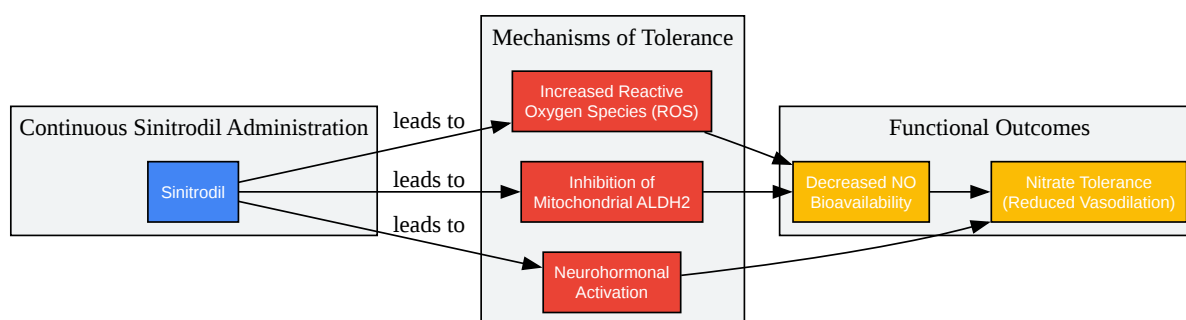 Continuous Sinitrodil Administration
Sinitrodil
leads to
leads to
leads to
Mechanisms of Tolerance
Increased Reactive
Oxygen Species (ROS)
Inhibition of
Mitochondrial ALDH2
Neurohormonal
Activation
Functional Outcomes
Decreased NO
Bioavailability
Nitrate Tolerance
(Reduced Vasodilation)